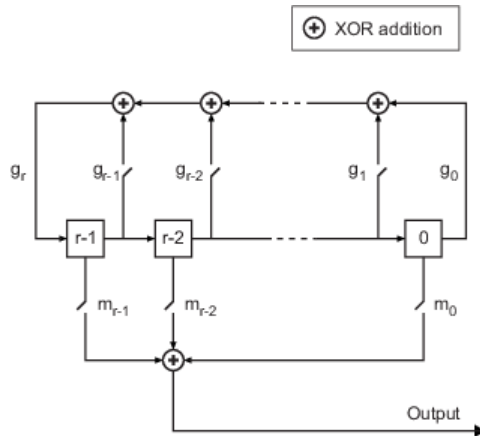 XOR addition
g_r g_{r-1} g_{r-2} g_1 g_0
r-1 r-2 0
m_{r-1} m_{r-2} m_0
Output